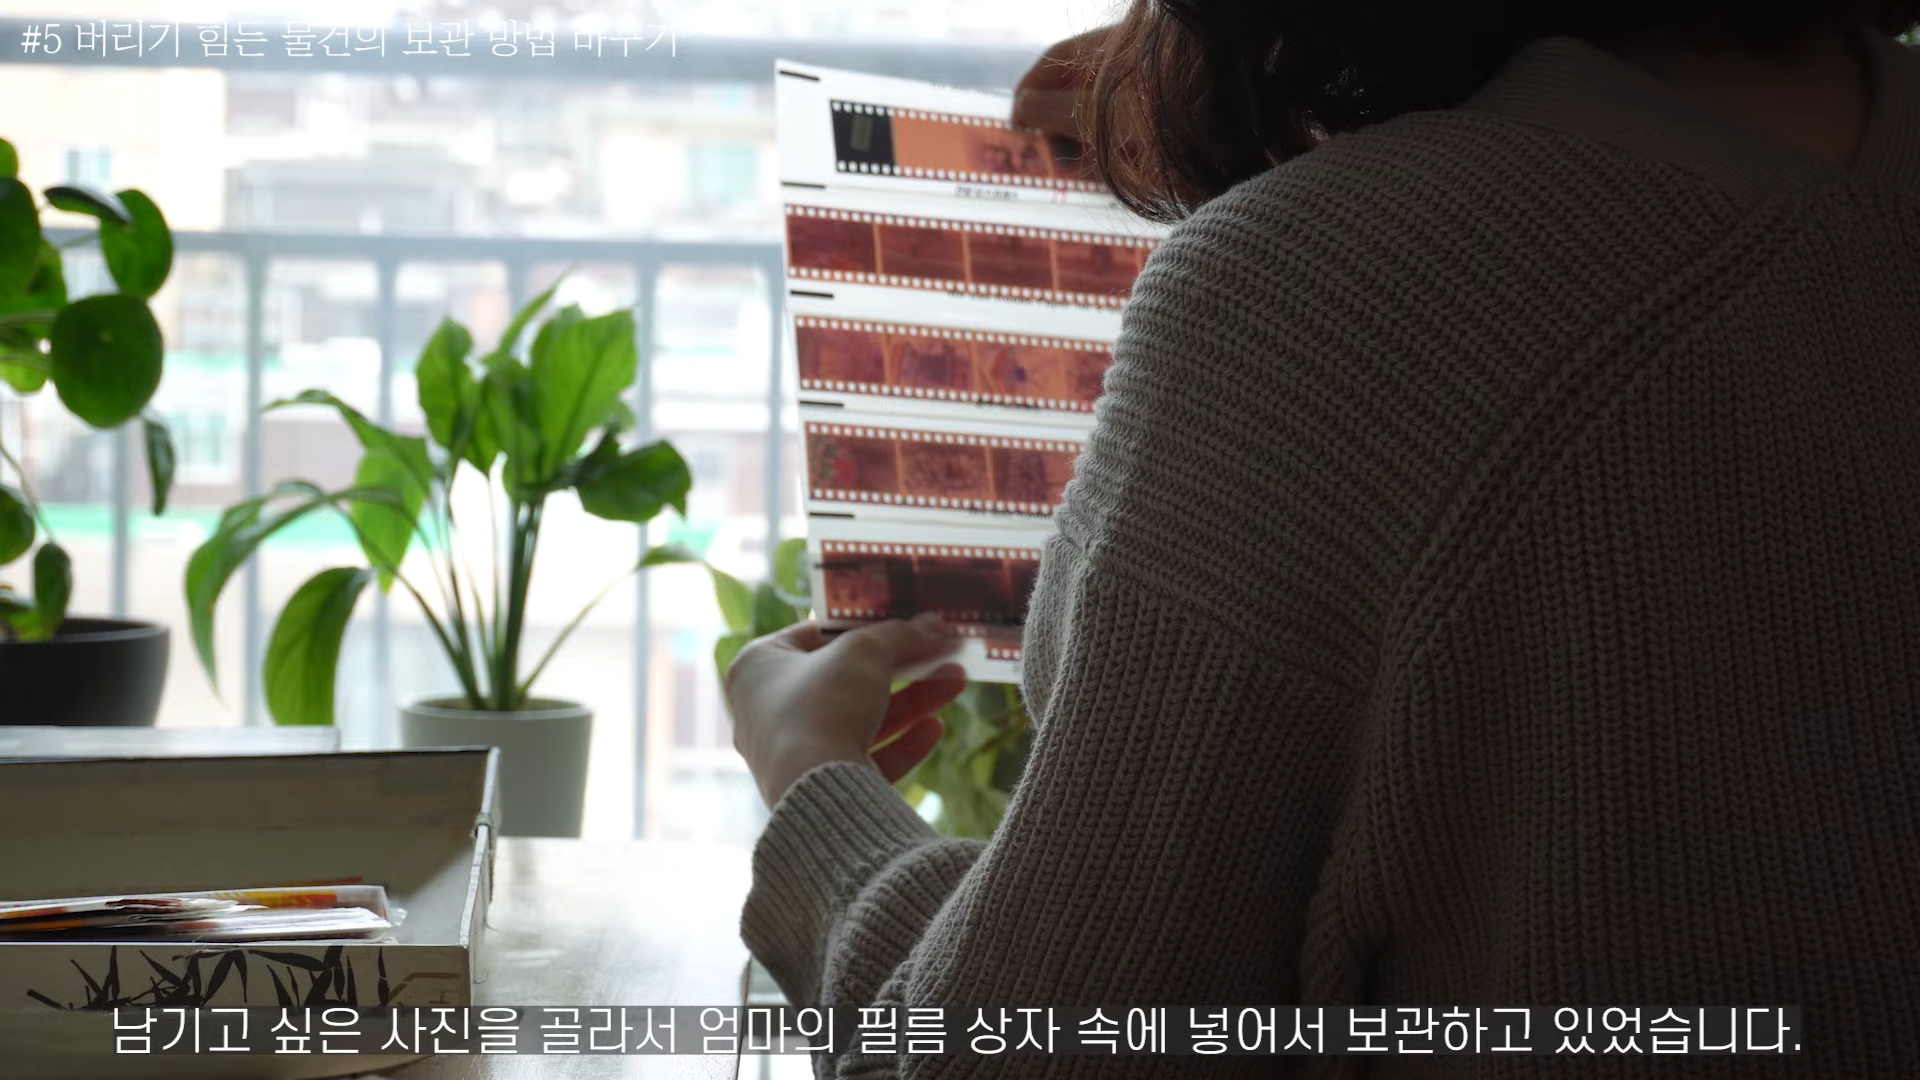 #5 버리기 힘든 물건의 보관 방법 바꾸기
남기고 싶은 사진을 골라서 엄마의 필름 상자 속에 넣어서 보관하고 있었습니다.